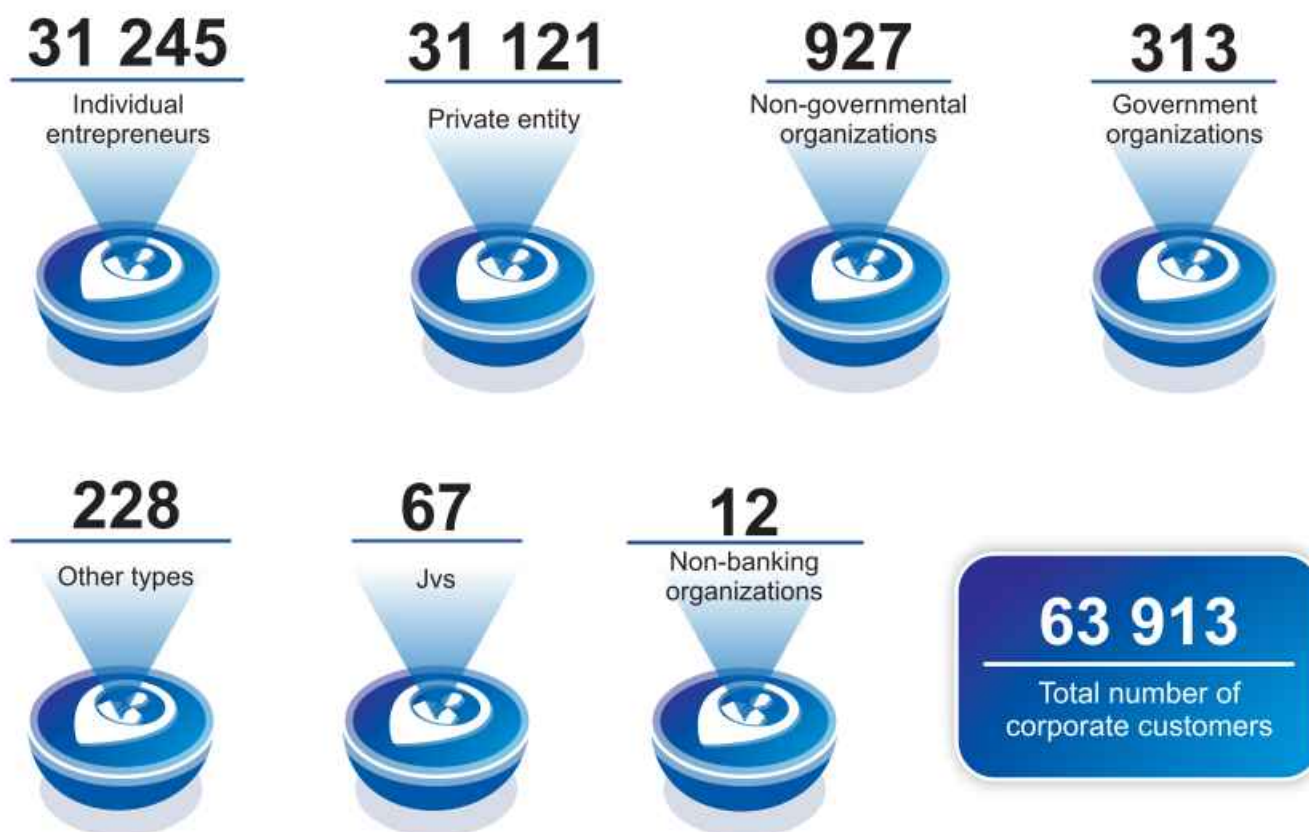 31 245
Individual
entrepreneurs
31 121
Private entity
927
Non-governmental
organizations
313
Government
organizations
228
Other types
67
Jvs
12
Non-banking
organizations
63 913
Total number of
corporate customers